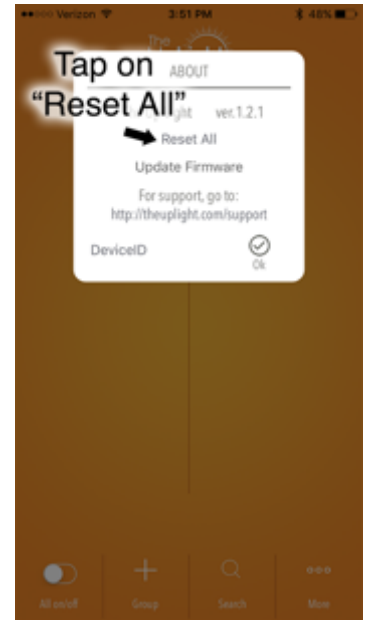 Verizon 3:51 PM 48%
The
Tap on
ABOUT
"Reset All"
ver.1.2.1
Reset All
Update Firmware
For support, go to:
http://theuplight.com/support
DeviceID
Ok
All on/off Group Search More